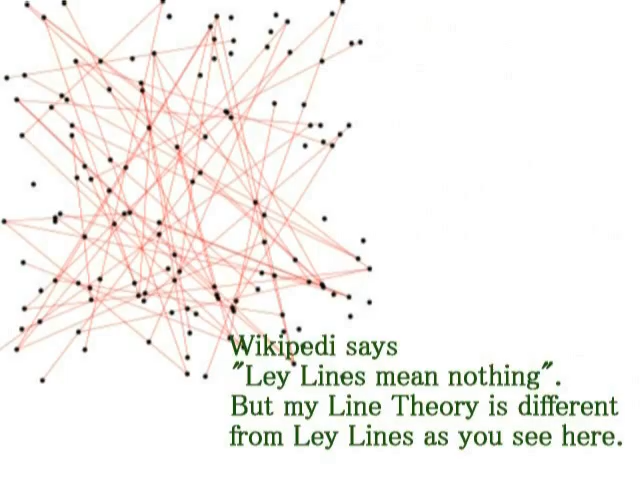 Wikipedi says
"Ley Lines mean nothing".
But my Line Theory is different
from Ley Lines as you see here.